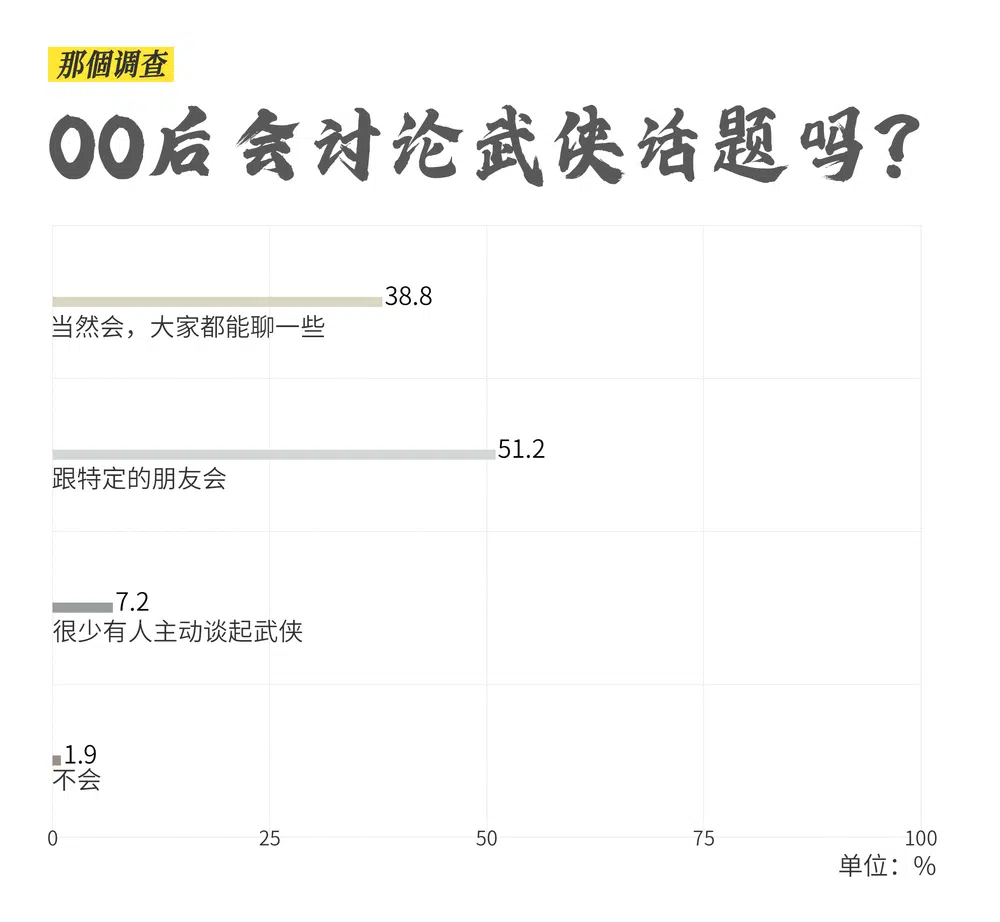 那個调查
00后会讨论武侠话题吗？
38.8
当然会，大家都能聊一些
51.2
跟特定的朋友会
7.2
很少有人主动谈起武侠
1.9
不会
0 25 50 75 100
单位：%